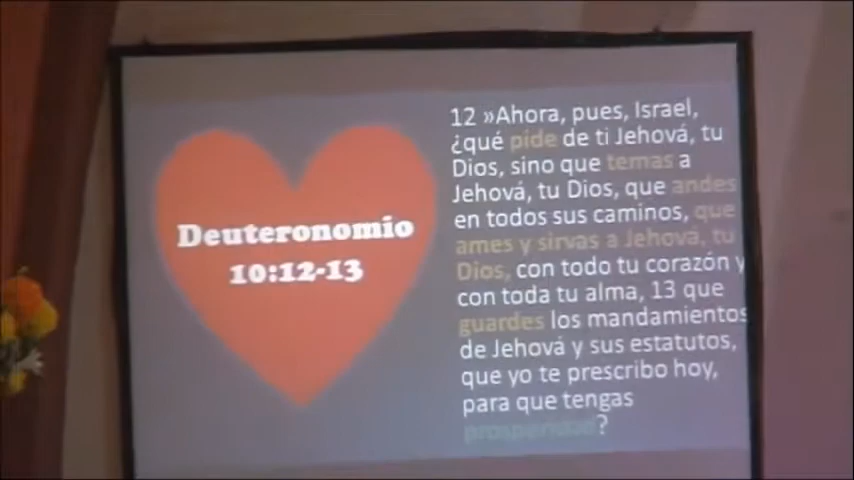 Deuteronomio
10:12-13
12 »Ahora, pues, Israel,
¿qué pide de ti Jehová, tu
Dios, sino que temas a
Jehová, tu Dios, que andes
en todos sus caminos, que
ames y sirvas a Jehová, tu
Dios, con todo tu corazón y
con toda tu alma, 13 que
guardes los mandamientos
de Jehová y sus estatutos,
que yo te prescribo hoy,
para que tengas
prosperidad?